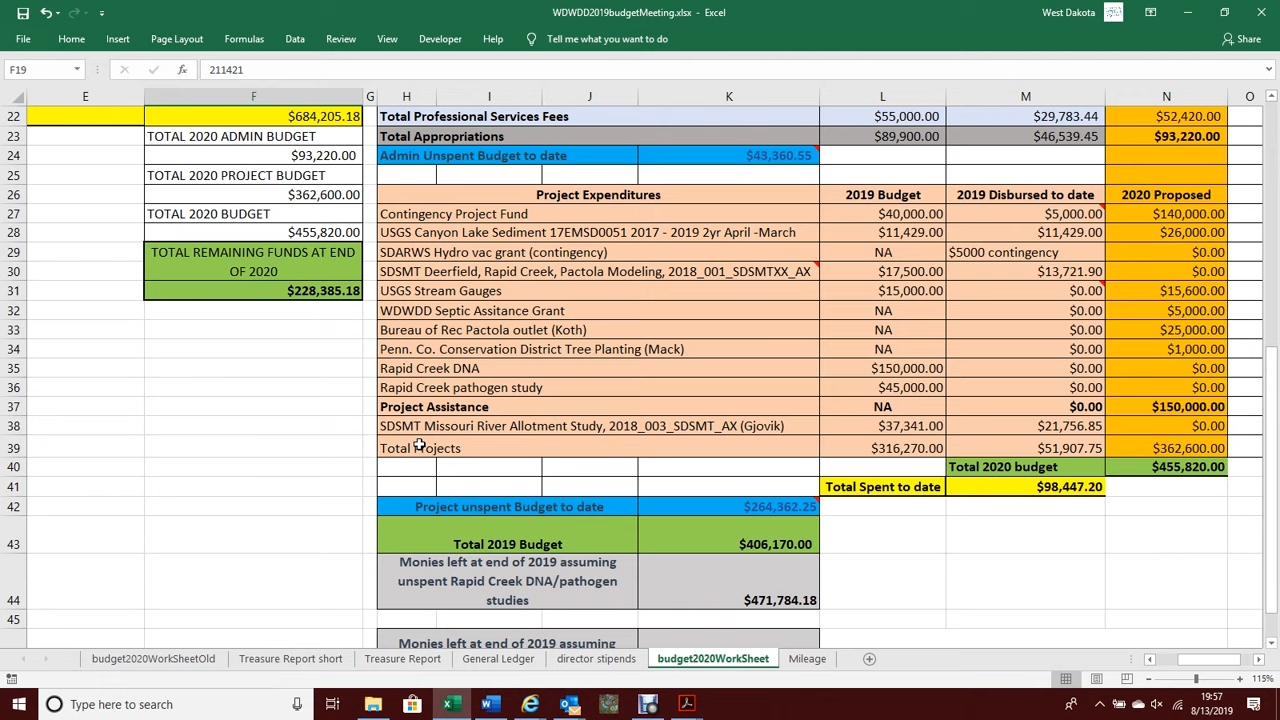 WDWDD2019budgetMeeting.xlsx - Excel
West Dakota
File Home Insert Page Layout Formulas Data Review View Developer Help Tell me what you want to do Share
F19 fx 211421
E F G H I J K L M N O
22 $684,205.18 Total Professional Services Fees $55,000.00 $29,783.44 $52,420.00
23 TOTAL 2020 ADMIN BUDGET Total Appropriations $89,900.00 $46,539.45 $93,220.00
24 $93,220.00 Admin Unspent Budget to date $43,360.55
25 TOTAL 2020 PROJECT BUDGET
26 $362,600.00 Project Expenditures 2019 Budget 2019 Disbursed to date 2020 Proposed
27 TOTAL 2020 BUDGET Contingency Project Fund $40,000.00 $5,000.00 $140,000.00
28 $455,820.00 USGS Canyon Lake Sediment 17EMSD0051 2017 - 2019 2yr April -March $11,429.00 $11,429.00 $26,000.00
29 TOTAL REMAINING FUNDS AT END SDARWS Hydro vac grant (contingency) NA $5000 contingency $0.00
30 OF 2020 SDSMT Deerfield, Rapid Creek, Pactola Modeling, 2018_001_SDSMTXX_AX $17,500.00 $13,721.90 $0.00
31 $228,385.18 USGS Stream Gauges $15,000.00 $0.00 $15,600.00
32 WDWDD Septic Assitance Grant NA $0.00 $5,000.00
33 Bureau of Rec Pactola outlet (Koth) NA $0.00 $25,000.00
34 Penn. Co. Conservation District Tree Planting (Mack) NA $0.00 $1,000.00
35 Rapid Creek DNA $150,000.00 $0.00 $0.00
36 Rapid Creek pathogen study $45,000.00 $0.00 $0.00
37 Project Assistance NA $0.00 $150,000.00
38 SDSMT Missouri River Allotment Study, 2018_003_SDSMT_AX (Gjovik) $37,341.00 $21,756.85 $0.00
39 Total Projects $316,270.00 $51,907.75 $362,600.00
40 Total 2020 budget $455,820.00
41 Total Spent to date $98,447.20
42 Project unspent Budget to date $264,362.25
43 Total 2019 Budget $406,170.00
Monies left at end of 2019 assuming
unspent Rapid Creek DNA/pathogen
44 studies $471,784.18
45
Monies left at end of 2019 assuming
budget2020WorkSheetOld Treasure Report short Treasure Report General Ledger director stipends budget2020WorkSheet Mileage
115%
Type here to search
19:57
8/13/2019